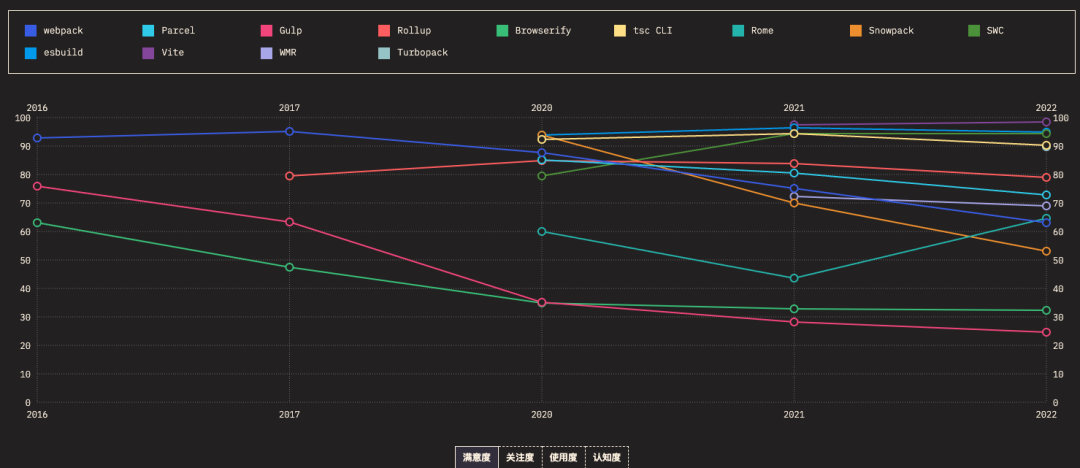 webpack Parcel Gulp Rollup Browserify tsc CLI Rome Snowpack SWC
esbuild Vite WMR Turbopack
2016 2017 2020 2021 2022
100 100
90 90
80 80
70 70
60 60
50 50
40 40
30 30
20 20
10 10
0 0
2016 2017 2020 2021 2022
满意度 关注度 使用度 认知度